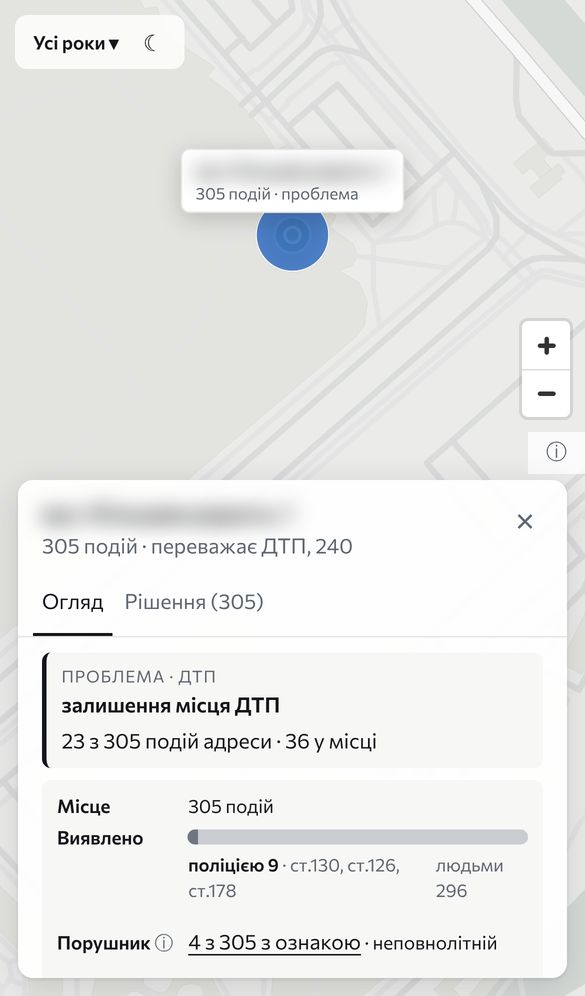 Усі роки ▾ ☾
305 подій · проблема
+
−
ⓘ
305 подій · переважає ДТП, 240
×
Огляд Рішення (305)
ПРОБЛЕМА · ДТП
залишення місця ДТП
23 з 305 подій адреси · 36 у місці
Місце 305 подій
Виявлено
поліцією 9 · ст.130, ст.126, людьми
ст.178 296
Порушник ⓘ 4 з 305 з ознакою · неповнолітній